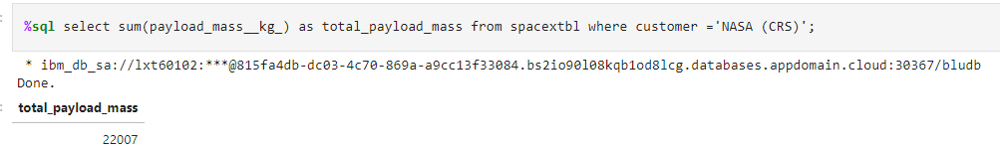 %sql select sum(payload_mass__kg_) as total_payload_mass from spacextbl where customer ='NASA (CRS)';
* ibm_db_sa://lxt60102:***@815fa4db-dc03-4c70-869a-a9cc13f33084.bs2io90l08kqb1od8lcg.databases.appdomain.cloud:30367/bludb
Done.
total_payload_mass
22007